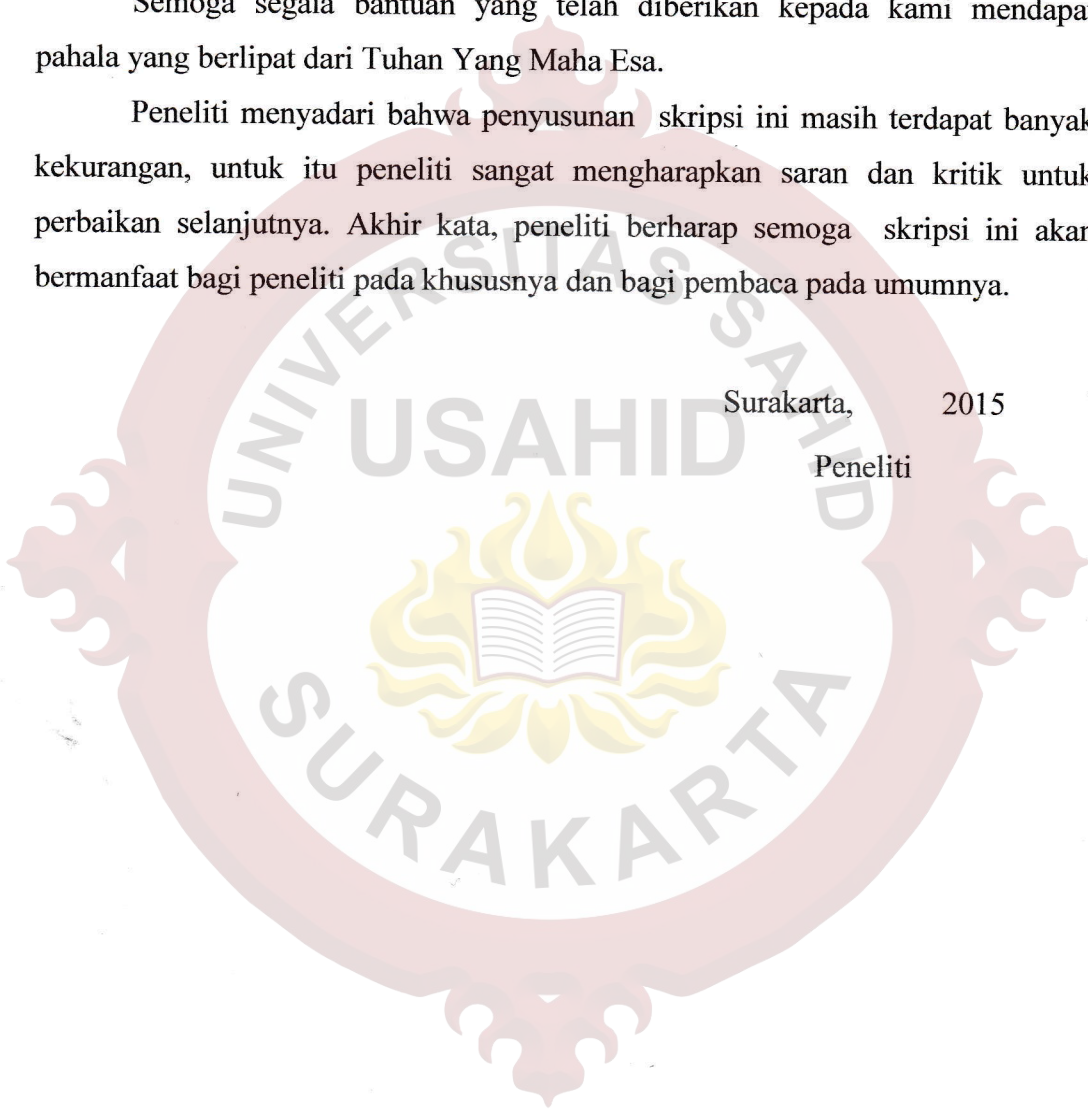 Semoga segala bantuan yang telah diberikan kepada kami mendapat
pahala yang berlipat dari Tuhan Yang Maha Esa.
Peneliti menyadari bahwa penyusunan skripsi ini masih terdapat banyak
kekurangan, untuk itu peneliti sangat mengharapkan saran dan kritik untuk
perbaikan selanjutnya. Akhir kata, peneliti berharap semoga skripsi ini akan
bermanfaat bagi peneliti pada khususnya dan bagi pembaca pada umumnya.
Surakarta, 2015
Peneliti
UNIVERSITAS SAHID
USAHID
SURAKARTA